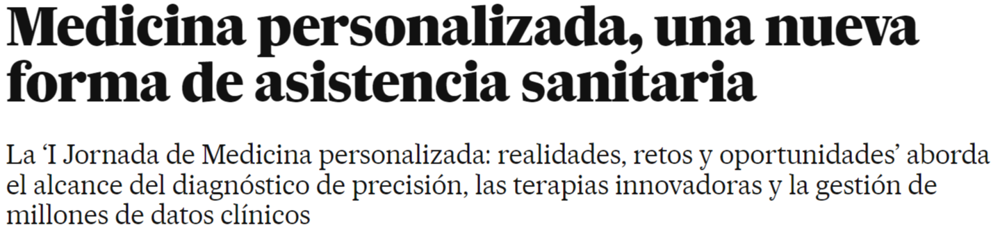 Medicina personalizada, una nueva
forma de asistencia sanitaria
La ‘I Jornada de Medicina personalizada: realidades, retos y oportunidades’ aborda
el alcance del diagnóstico de precisión, las terapias innovadoras y la gestión de
millones de datos clínicos